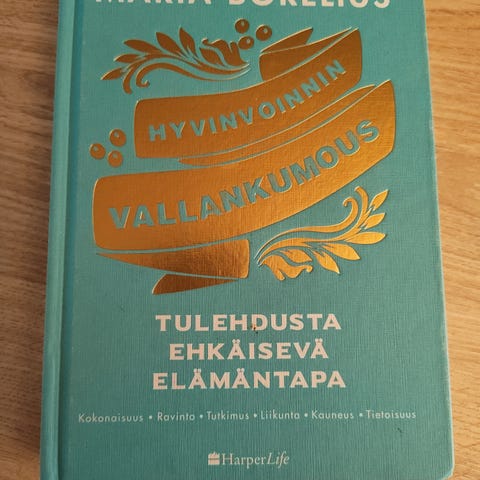 MARIA BORELIUS
HYVINVOINNIN
VALLANKUMOUS
TULEHDUSTA
EHKÄISEVÄ
ELÄMÄNTAPA
Kokonaisuus • Ravinto • Tutkimus • Liikunta • Kauneus • Tietoisuus
HarperLife